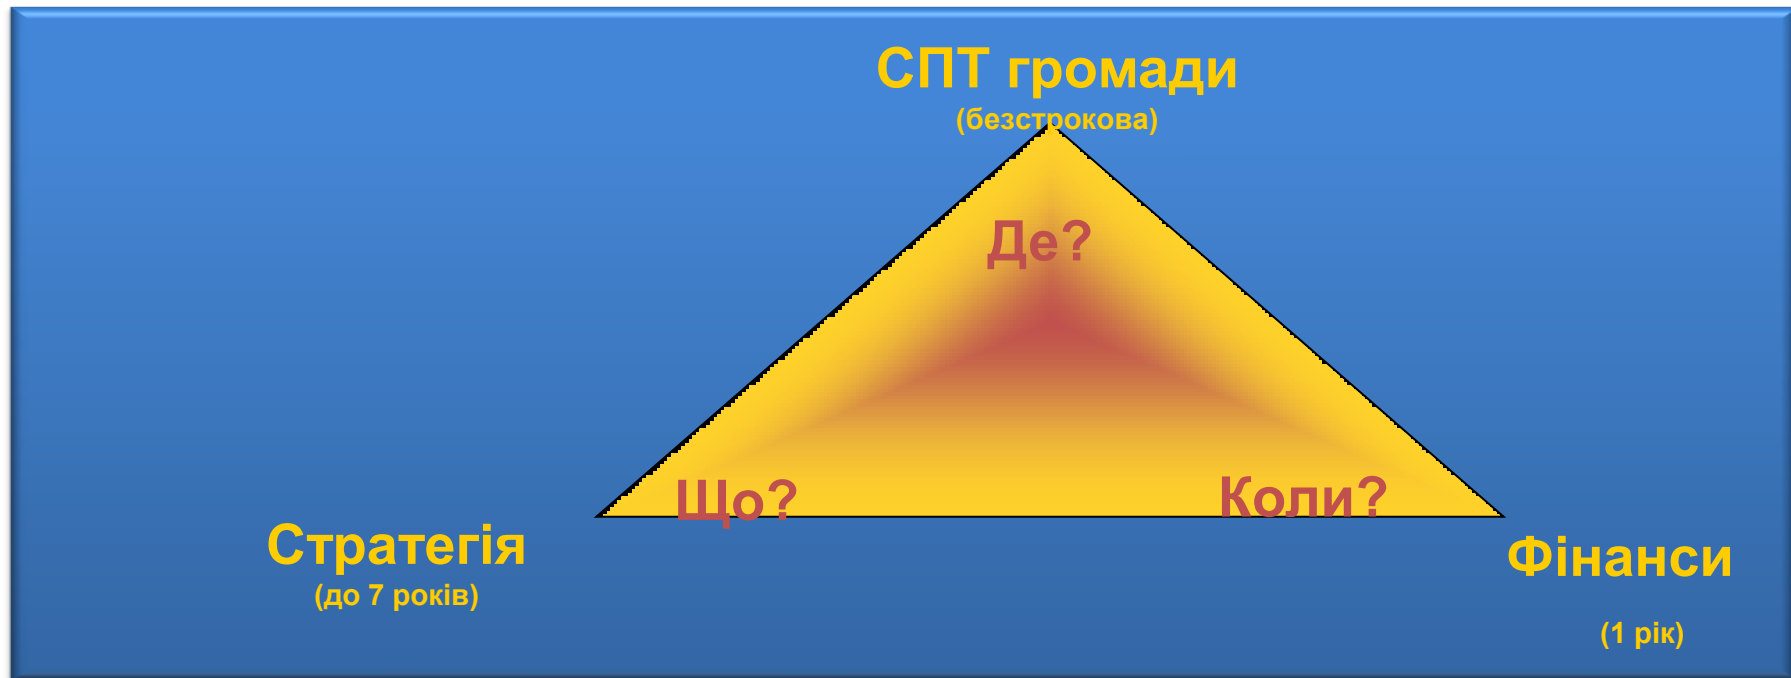 СПТ громади
(безстрокова)
Де?
Що?
Коли?
Стратегія
(до 7 років)
Фінанси
(1 рік)